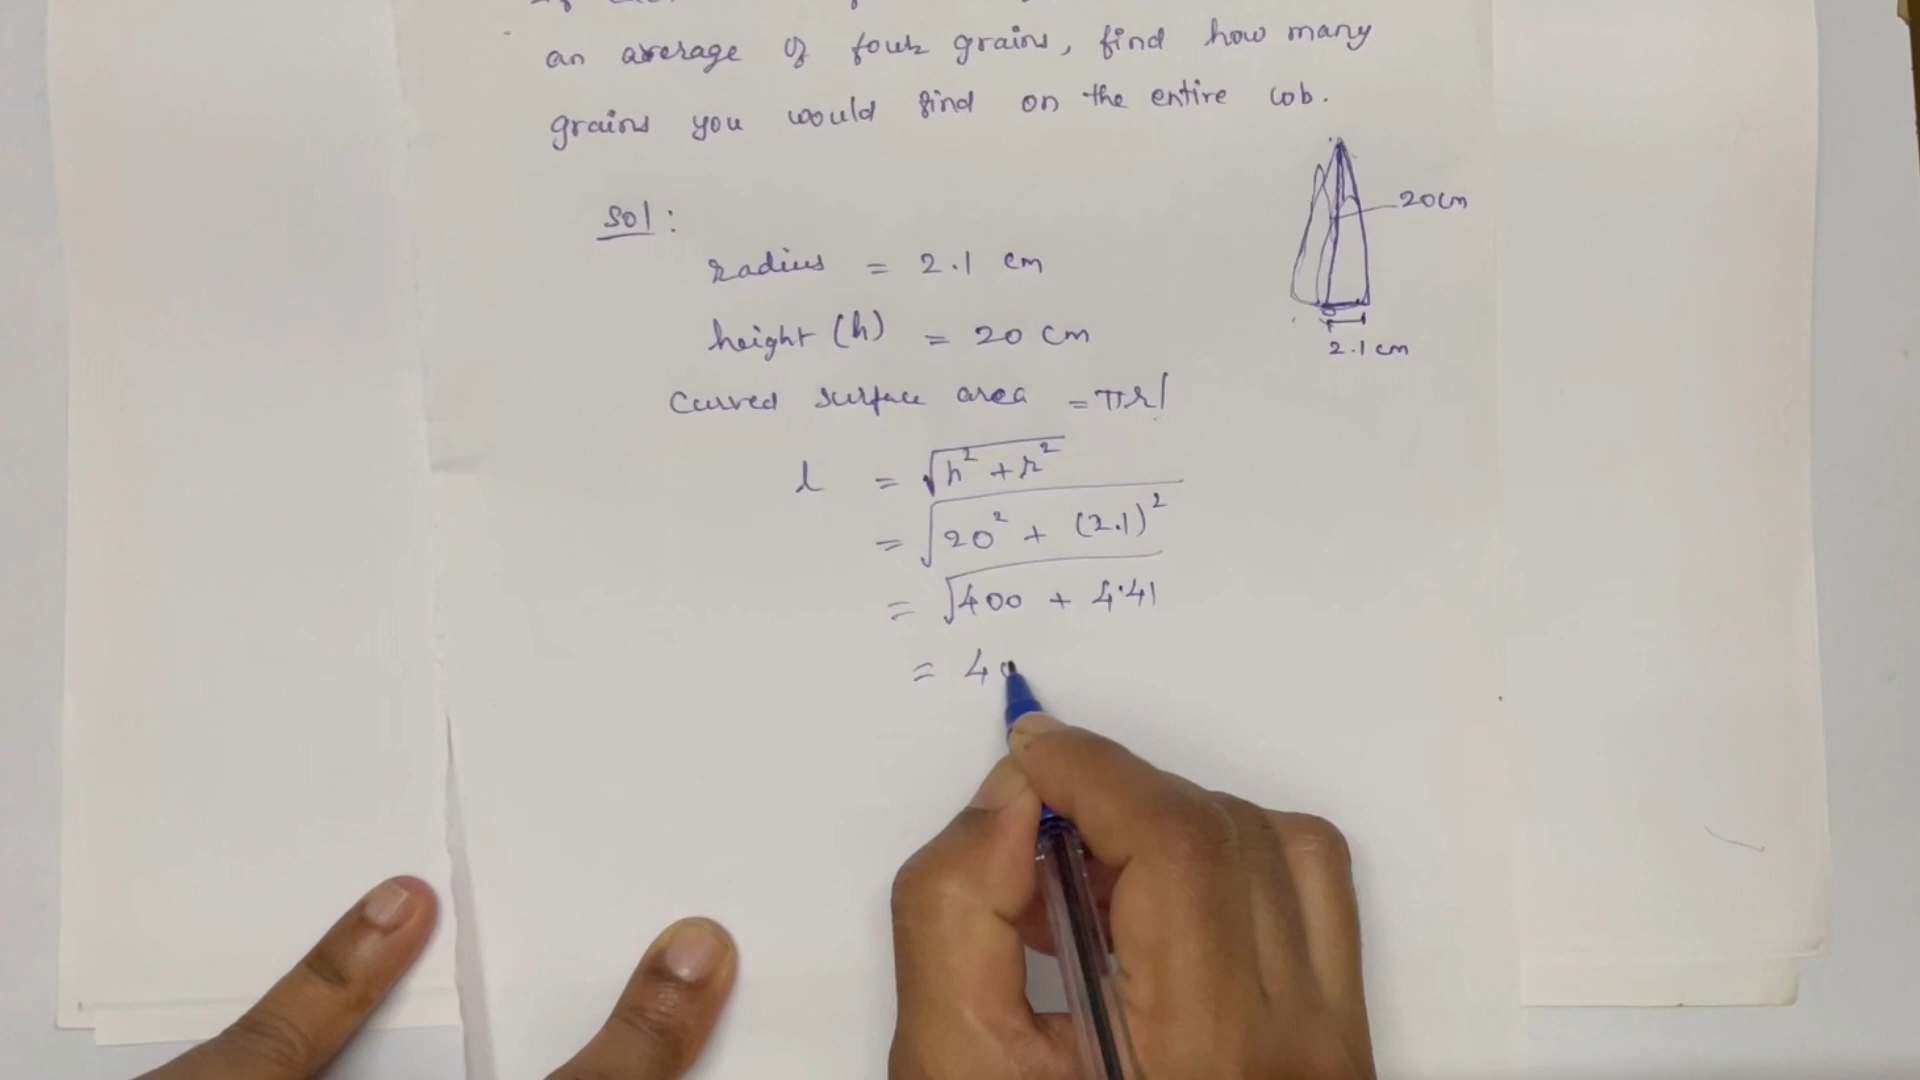 an average of four grains, find how many
grains you would find on the entire cob.
Sol:
radius = 2.1 cm
height (h) = 20 cm
Curved surface area = πrl
l = √h² + r²
= √20² + (2.1)²
= √400 + 4.41
= 40
20cm
2.1 cm